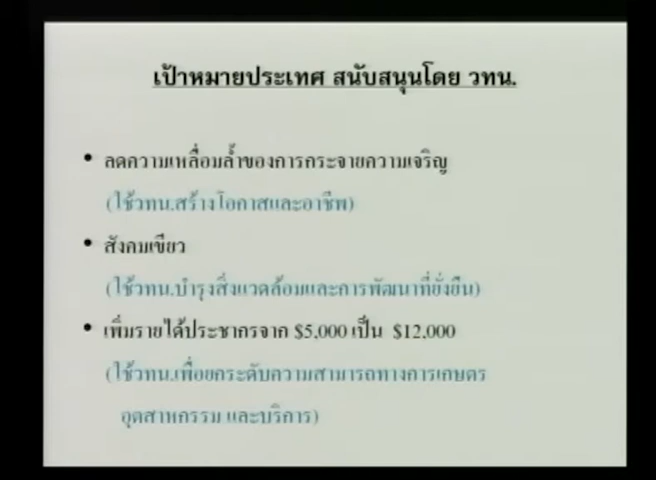 เป้าหมายประเทศ สนับสนุนโดย วทน.
• ลดความเหลื่อมล้ำของการกระจายความเจริญ
(ใช้วทน.สร้างโอกาสและอาชีพ)
• สังคมเขียว
(ใช้วทน.บำรุงสิ่งแวดล้อมและการพัฒนาที่ยั่งยืน)
• เพิ่มรายได้ประชากรจาก $5,000 เป็น $12,000
(ใช้วทน.เพื่อยกระดับความสามารถทางการเกษตร
อุตสาหกรรม และบริการ)